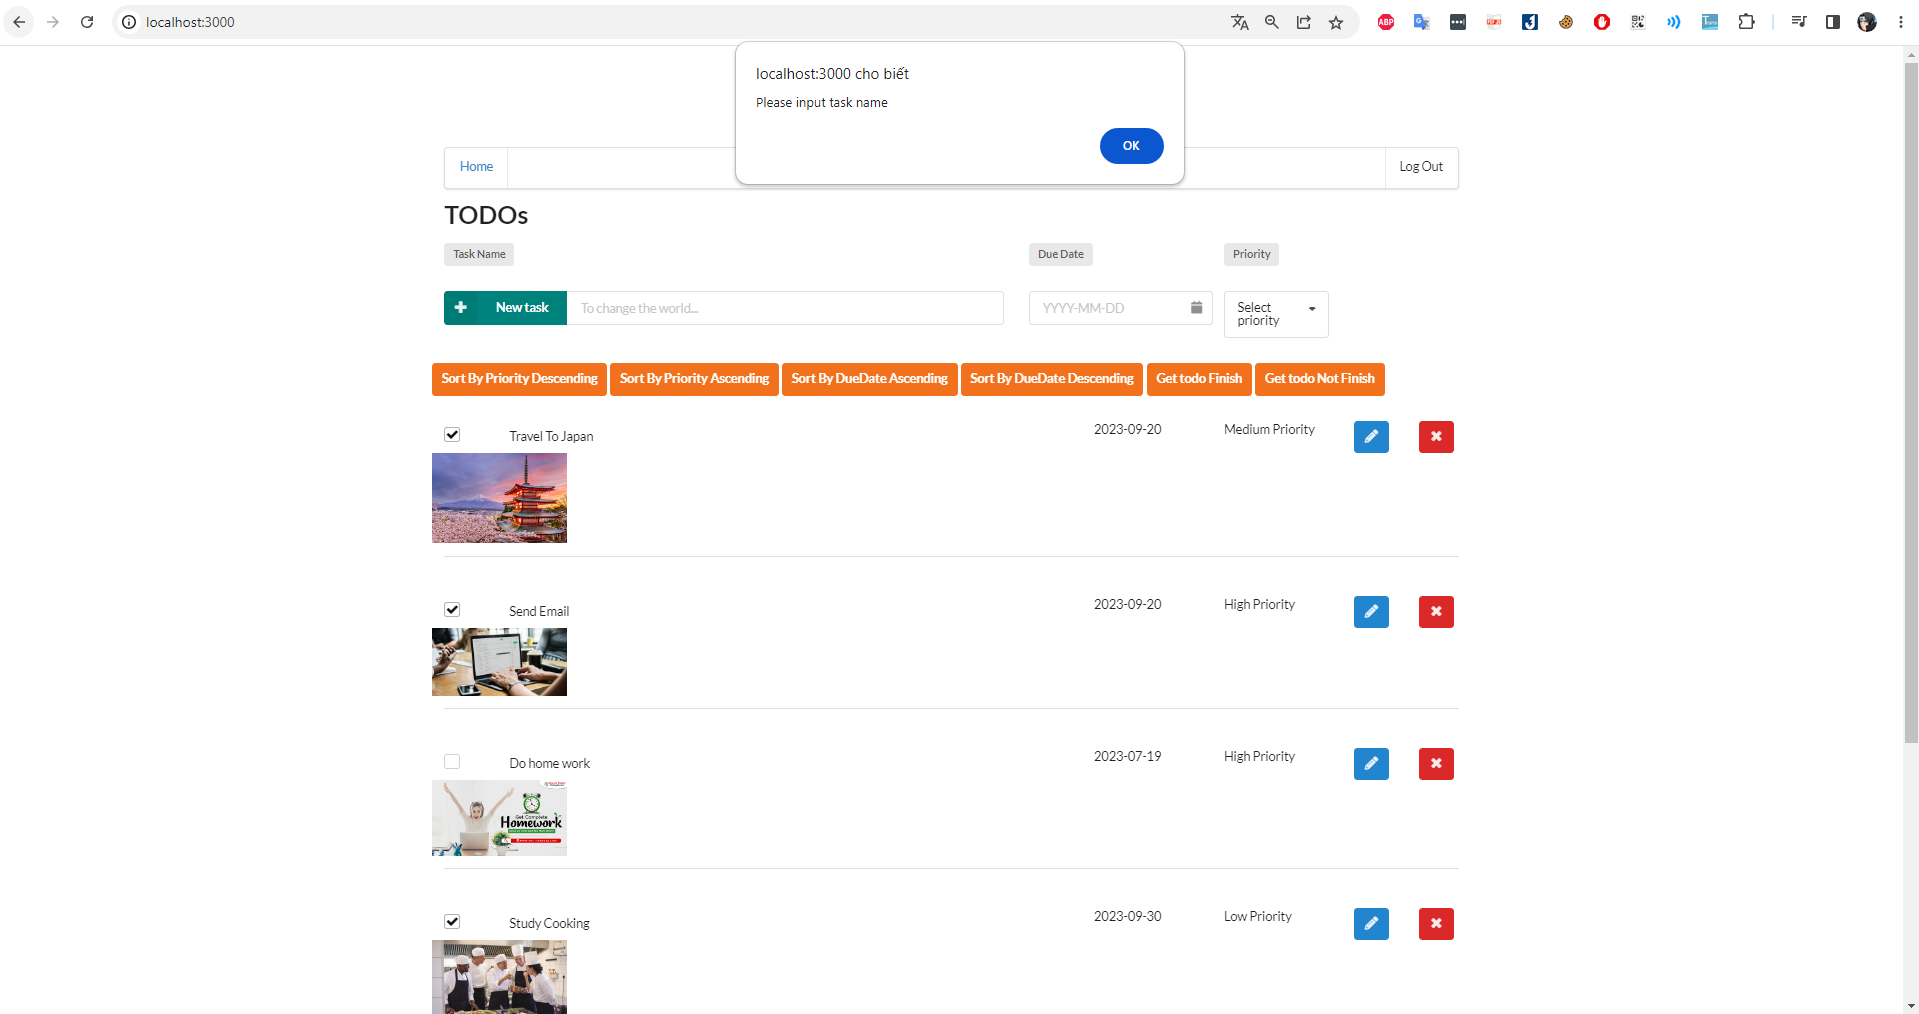 localhost:3000
localhost:3000 cho biết
Please input task name
OK
Home
Log Out
TODOs
Task Name
Due Date
Priority
New task
To change the world...
YYYY-MM-DD
Select
priority
Sort By Priority Descending
Sort By Priority Ascending
Sort By DueDate Ascending
Sort By DueDate Descending
Get todo Finish
Get todo Not Finish
Travel To Japan
2023-09-20
Medium Priority
Send Email
2023-09-20
High Priority
Do home work
2023-07-19
High Priority
Get Complete
Homework
Study Cooking
2023-09-30
Low Priority